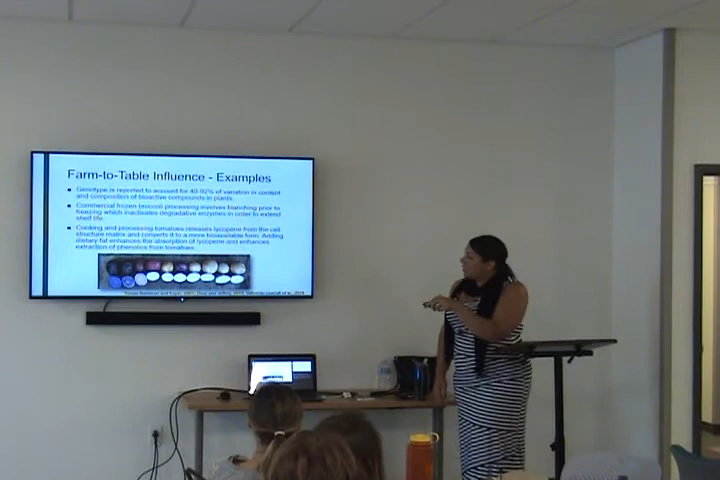 Farm-to-Table Influence - Examples
Genotype is reported to account for 40-92% of variation in content
and composition of bioactive compounds in plants.
Commercial frozen broccoli processing involves blanching prior to
freezing which inactivates degradative enzymes in order to extend
shelf life.
Cooking and processing tomatoes releases lycopene from the cell
structure matrix and converts it to a more bioavailable form. Adding
dietary fat enhances the absorption of lycopene and enhances
extraction of phenolics from tomatoes.